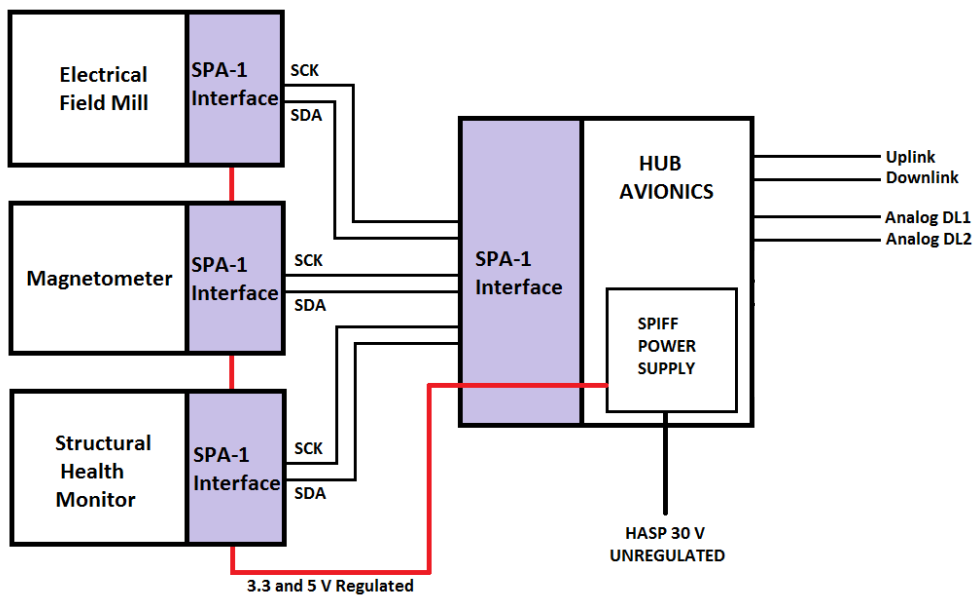 Electrical
Field Mill
SPA-1
Interface
SCK
SDA
Magnetometer
SPA-1
Interface
SCK
SDA
Structural
Health
Monitor
SPA-1
Interface
SCK
SDA
3.3 and 5 V Regulated
SPA-1
Interface
HUB
AVIONICS
SPIFF
POWER
SUPPLY
HASP 30 V
UNREGULATED
Uplink
Downlink
Analog DL1
Analog DL2